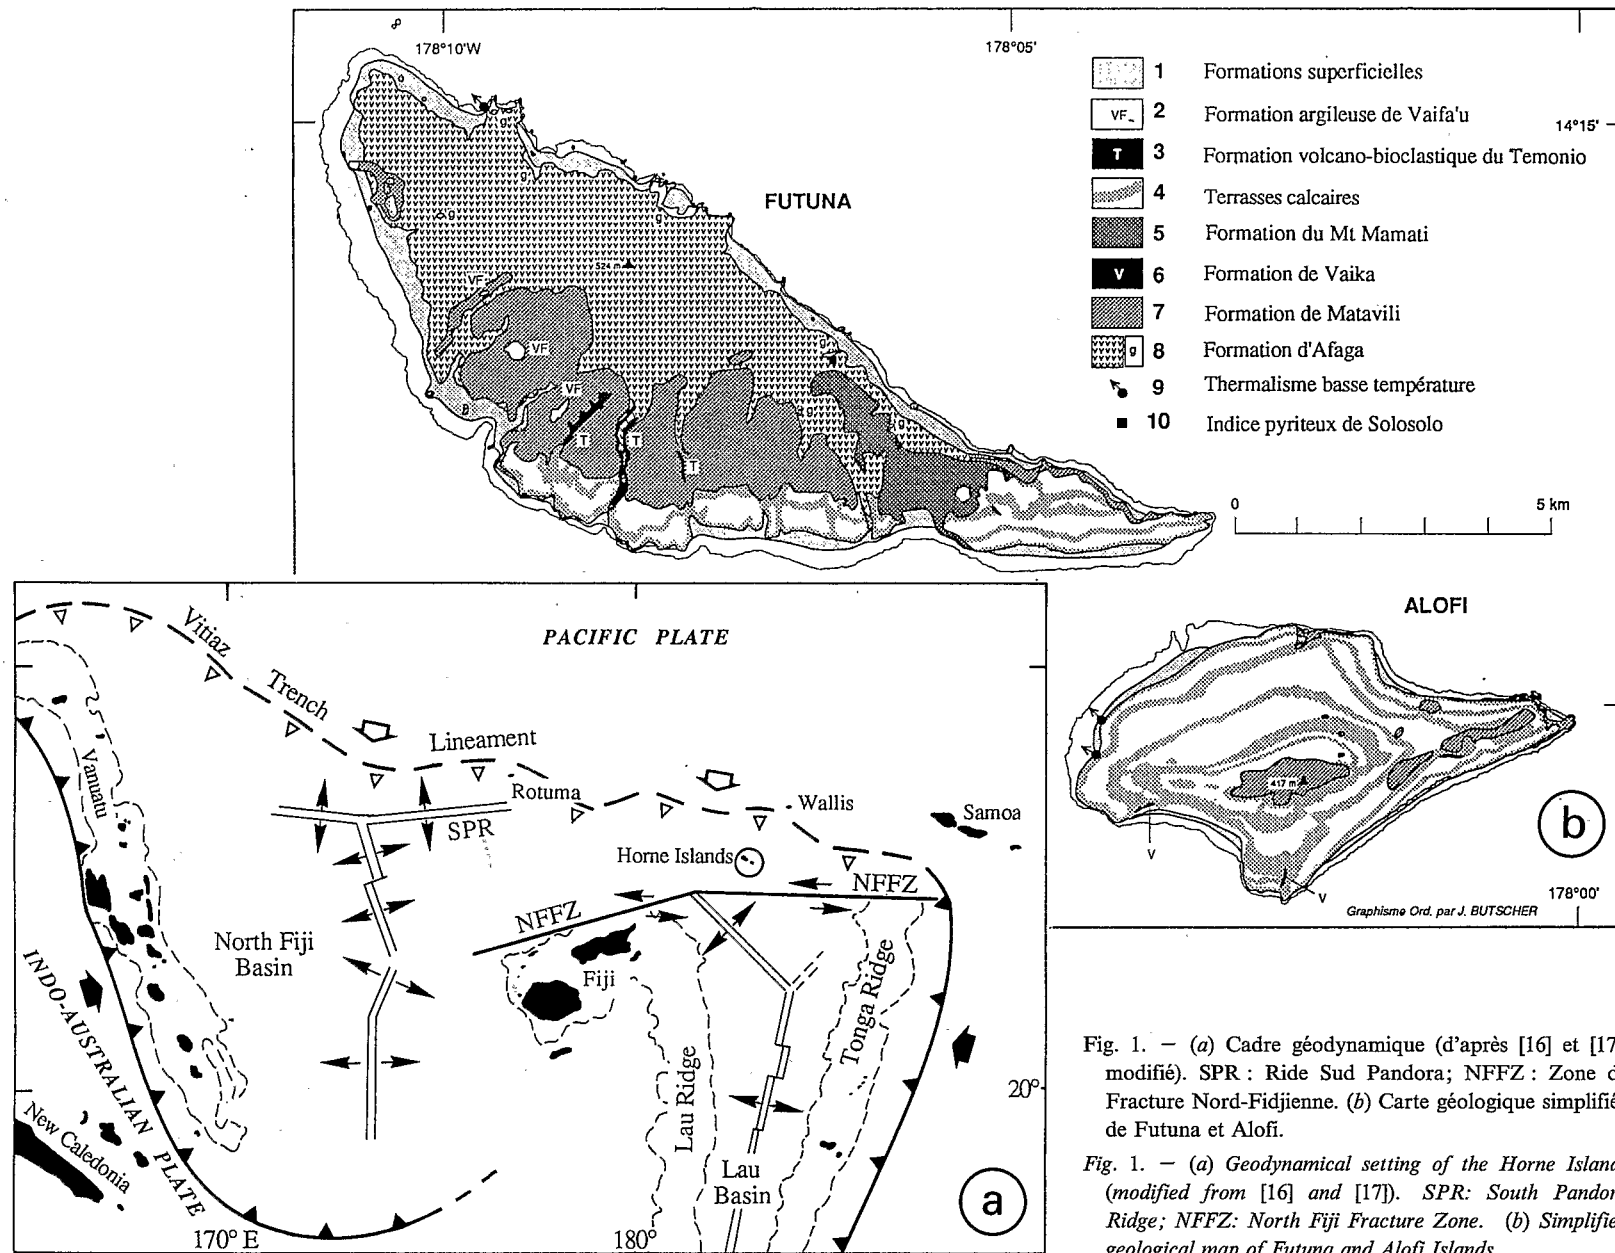 178°10'W
178°05'
1 Formations superficielles
VF 2 Formation argileuse de Vaifa'u
14°15'
T 3 Formation volcano-bioclastique du Temonio
4 Terrasses calcaires
5 Formation du Mt Mamati
V 6 Formation de Vaika
7 Formation de Matavili
g 8 Formation d'Afaga
9 Thermalisme basse température
10 Indice pyriteux de Solosolo
FUTUNA
g
g
g
g
524 m
VF
VF
VF
g
g
g
T
T
T
0 5 km
ALOFI
417 m
V
V
b
178°00'
Graphisme Ord. par J. BUTSCHER
PACIFIC PLATE
Vitiaz
Trench
Lineament
Rotuma
Wallis
Samoa
SPR
Horne Islands
NFFZ
NFFZ
Vanuatu
North Fiji
Basin
Fiji
INDO-AUSTRALIAN PLATE
New Caledonia
Lau Ridge
Tonga Ridge
Lau
Basin
20°
170° E
180°
a
Fig. 1. — (a) Cadre géodynamique (d'après [16] et [17
modifié). SPR : Ride Sud Pandora; NFFZ : Zone d
Fracture Nord-Fidjienne. (b) Carte géologique simplifié
de Futuna et Alofi.
Fig. 1. — (a) Geodynamical setting of the Horne Island
(modified from [16] and [17]). SPR: South Pandor
Ridge; NFFZ: North Fiji Fracture Zone. (b) Simplifie
geological map of Futuna and Alofi Islands